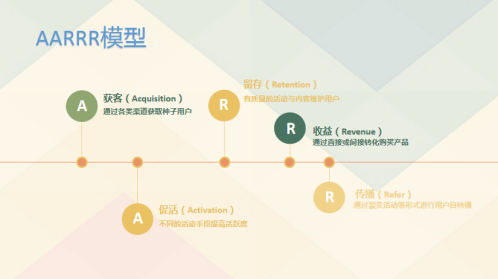 AARRR模型
A
获客（Acquisition）
通过各类渠道获取种子用户
A
促活（Activation）
不同的活动手段提高活跃度
R
留存（Retention）
有质量的活动与内容维护用户
R
收益（Revenue）
通过直接或间接转化购买产品
R
传播（Refer）
通过裂变活动等形式进行用户自传播